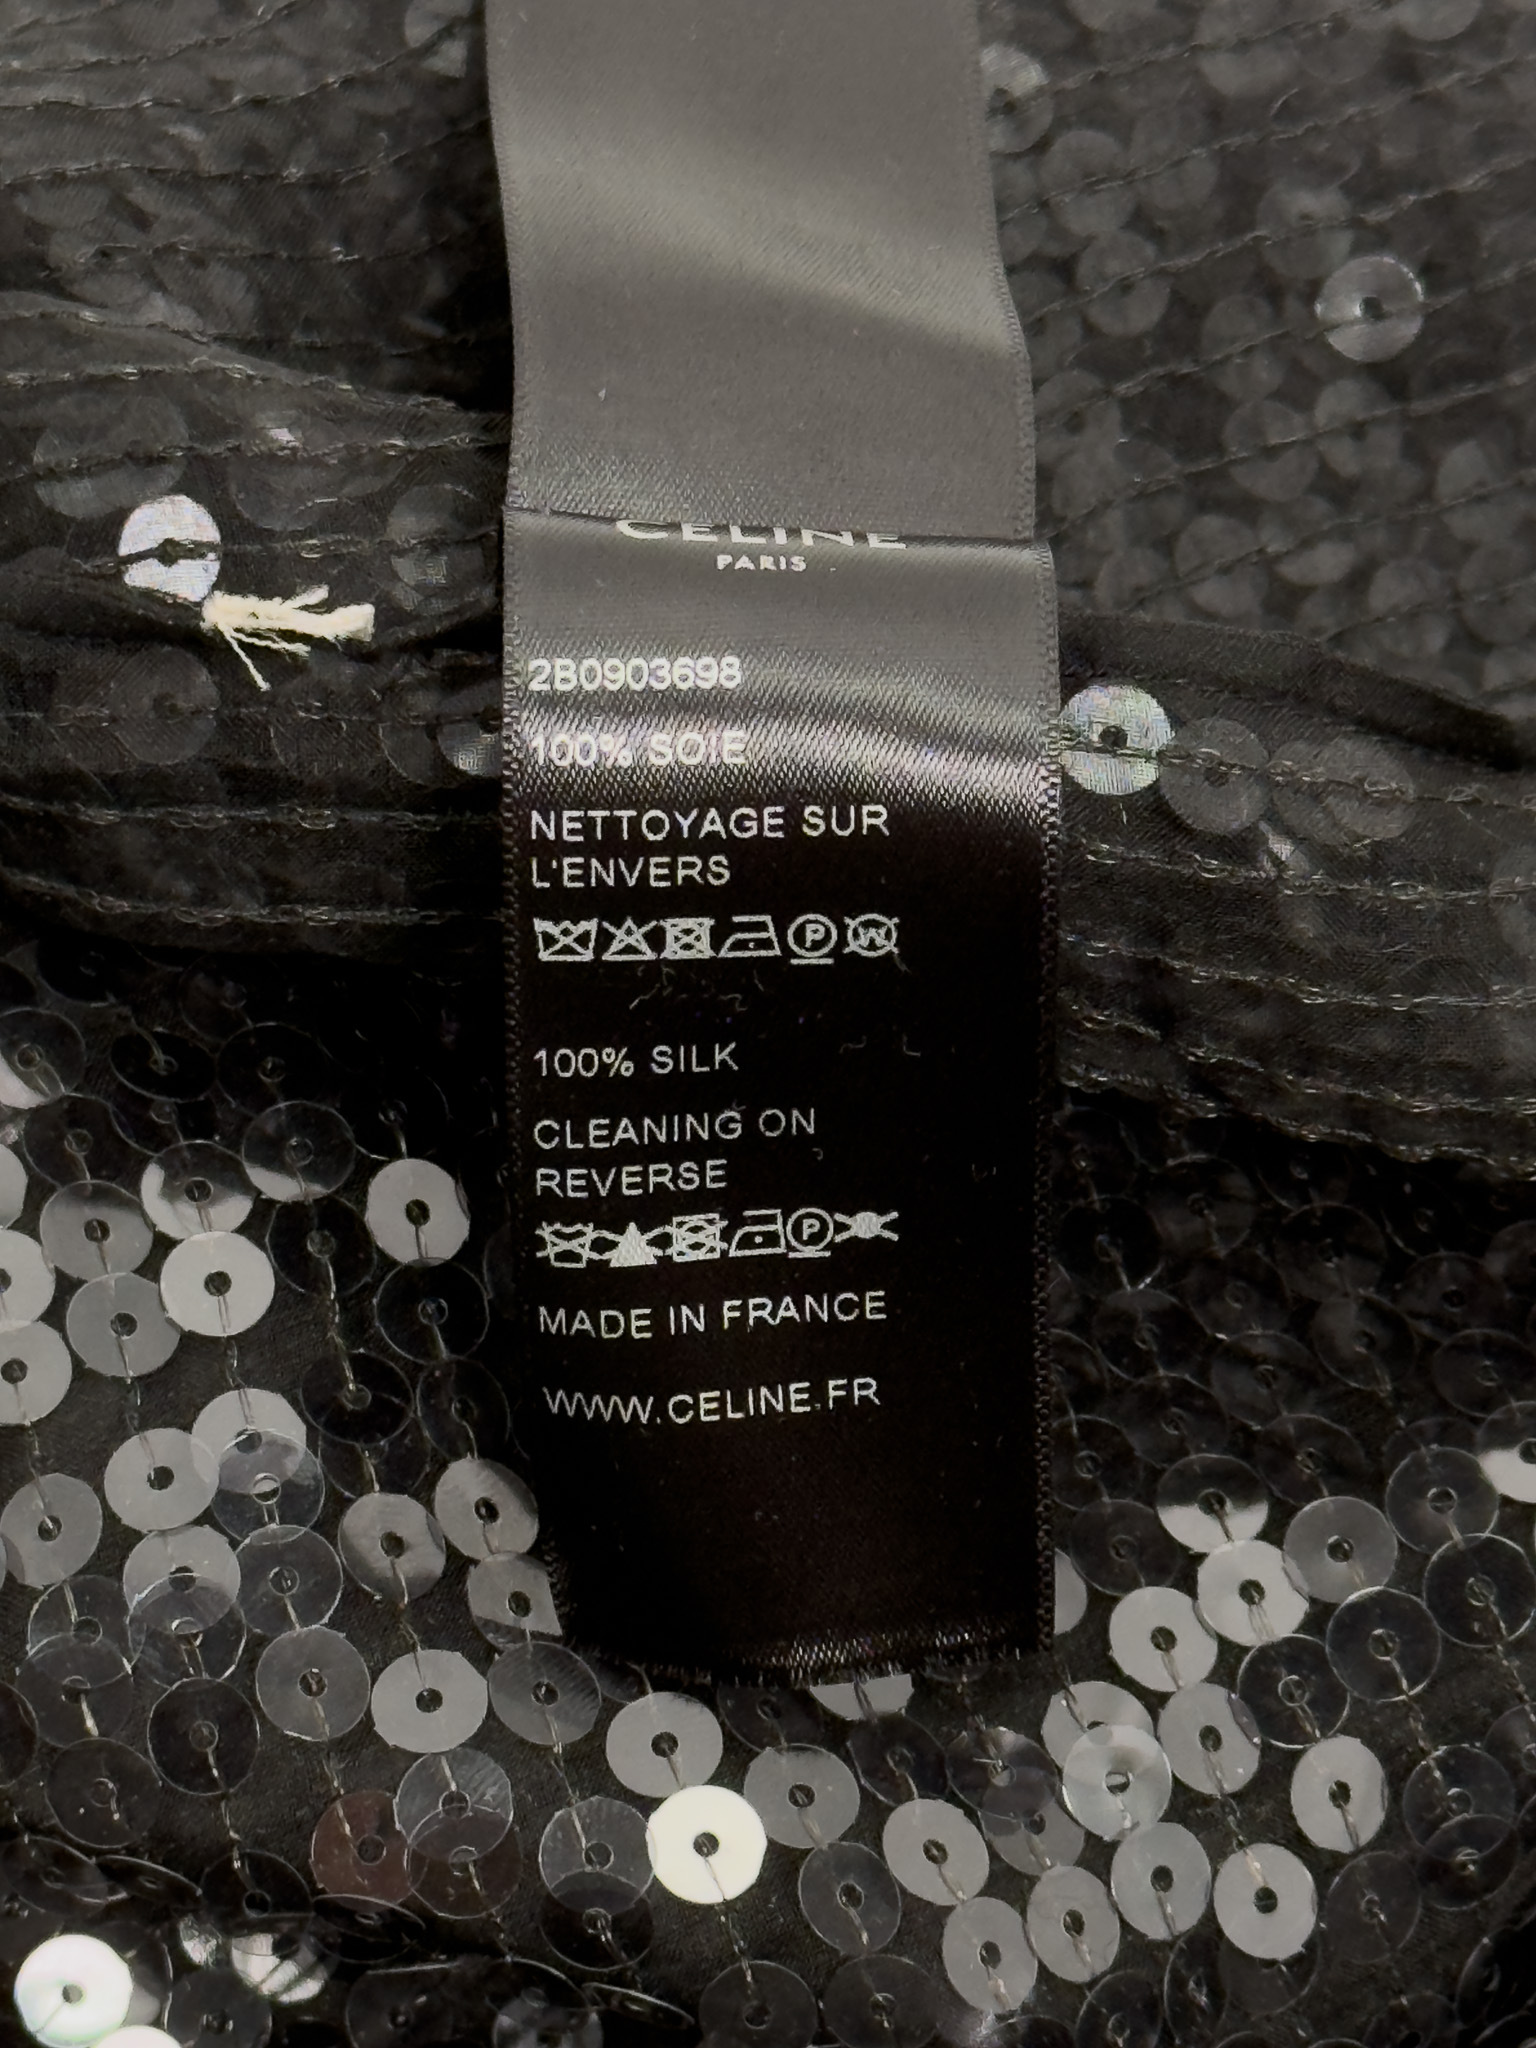 CELINE
PARIS
2B0903698
100% SOIE
NETTOYAGE SUR
L'ENVERS
P W
100% SILK
CLEANING ON
REVERSE
P
MADE IN FRANCE
WWW.CELINE.FR